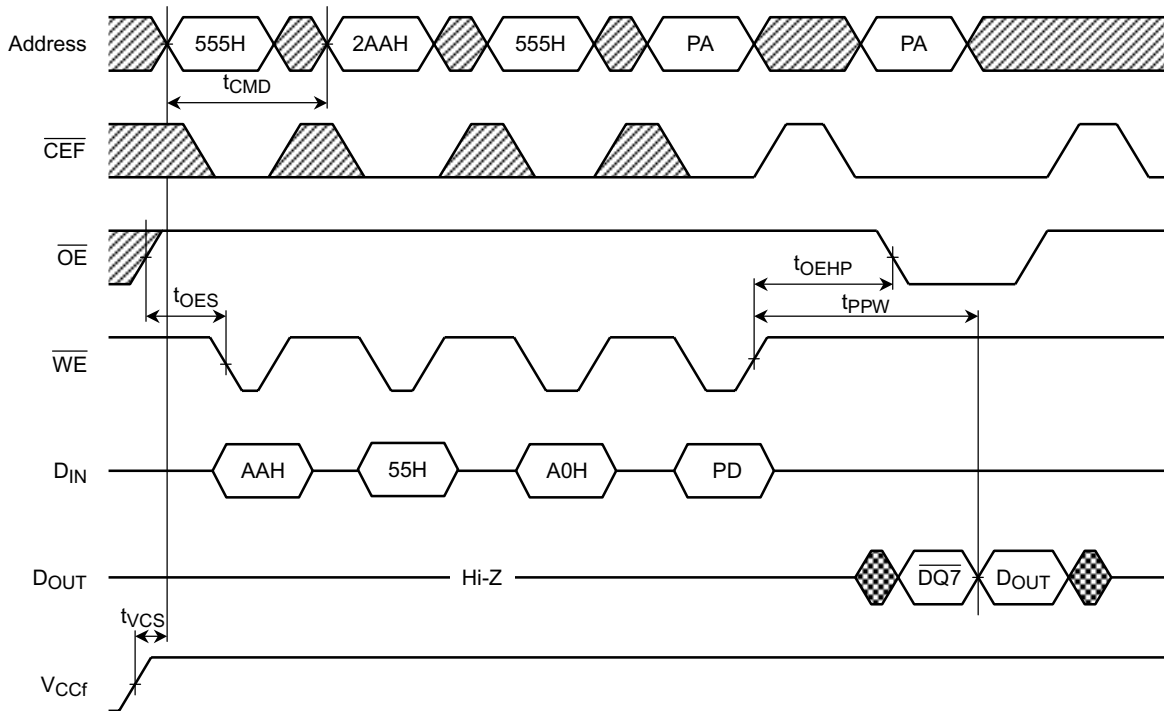 Address 555H 2AAH 555H PA PA
tCMD
CEF
OE
tOEHP
tOES
tPPW
WE
DIN AAH 55H A0H PD
DOUT Hi-Z DQ7 DOUT
tVCS
VCCf